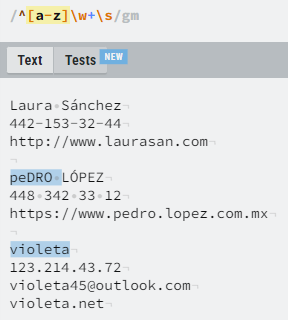 /^[a-z]\w+\s/gm
Text Tests NEW
Laura Sánchez
442-153-32-44
http://www.laurasan.com
peDRO LÓPEZ
448 342 33 12
https://www.pedro.lopez.com.mx
violeta
123.214.43.72
violeta45@outlook.com
violeta.net